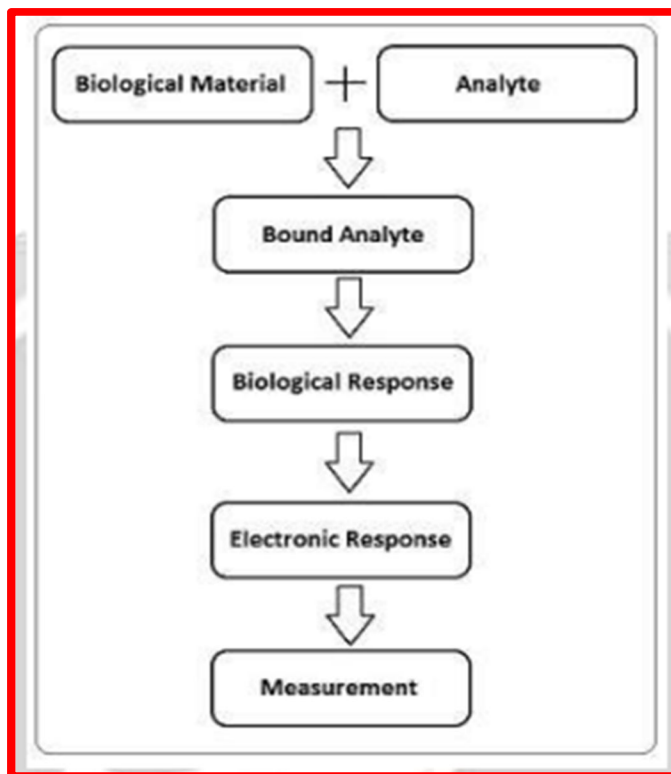 Biological Material + Analyte
Bound Analyte
Biological Response
Electronic Response
Measurement